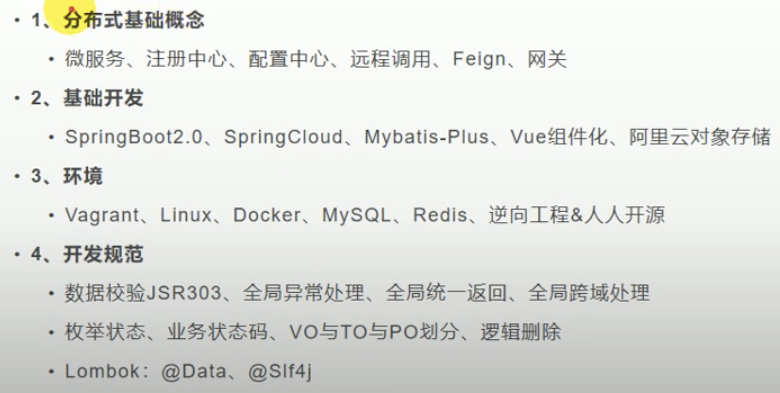 • 1、分布式基础概念
• 微服务、注册中心、配置中心、远程调用、Feign、网关
• 2、基础开发
• SpringBoot2.0、SpringCloud、Mybatis-Plus、Vue组件化、阿里云对象存储
• 3、环境
• Vagrant、Linux、Docker、MySQL、Redis、逆向工程&人人开源
• 4、开发规范
• 数据校验JSR303、全局异常处理、全局统一返回、全局跨域处理
• 枚举状态、业务状态码、VO与TO与PO划分、逻辑删除
• Lombok：@Data、@Slf4j